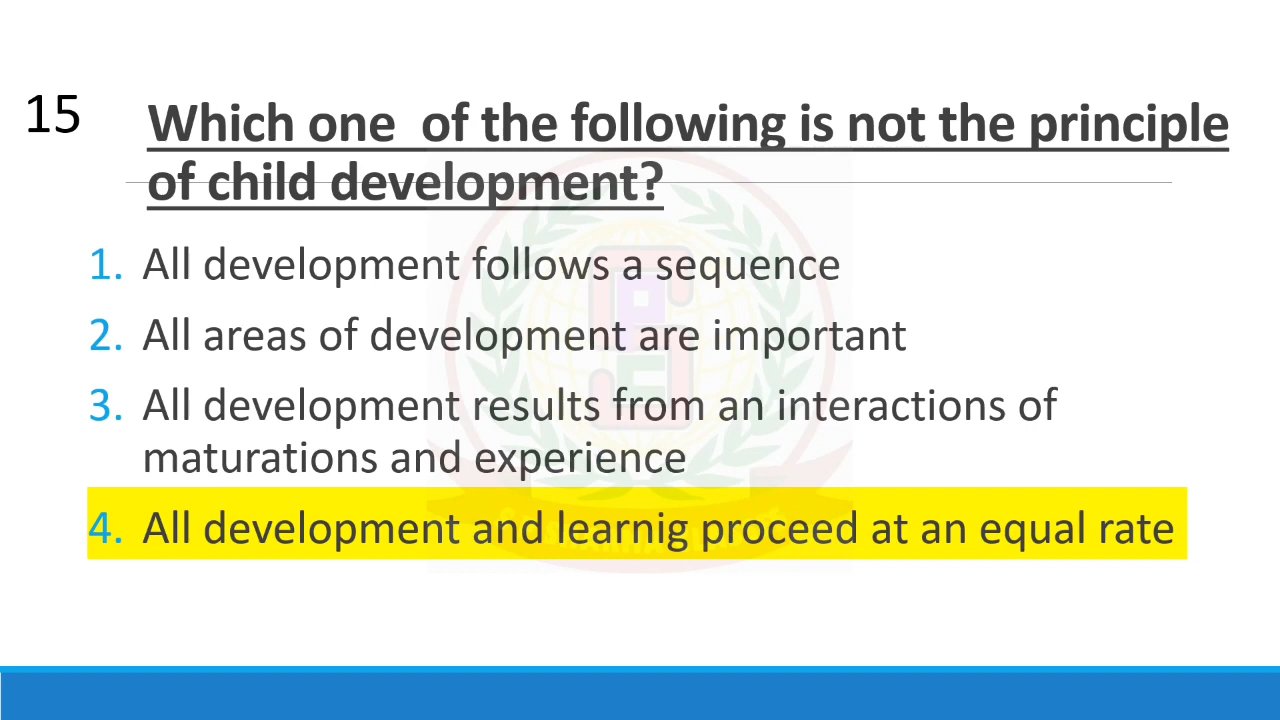 15
Which one  of the following is not the principle
of child development?
1. All development follows a sequence
2. All areas of development are important
3. All development results from an interactions of
maturations and experience
4. All development and learnig proceed at an equal rate